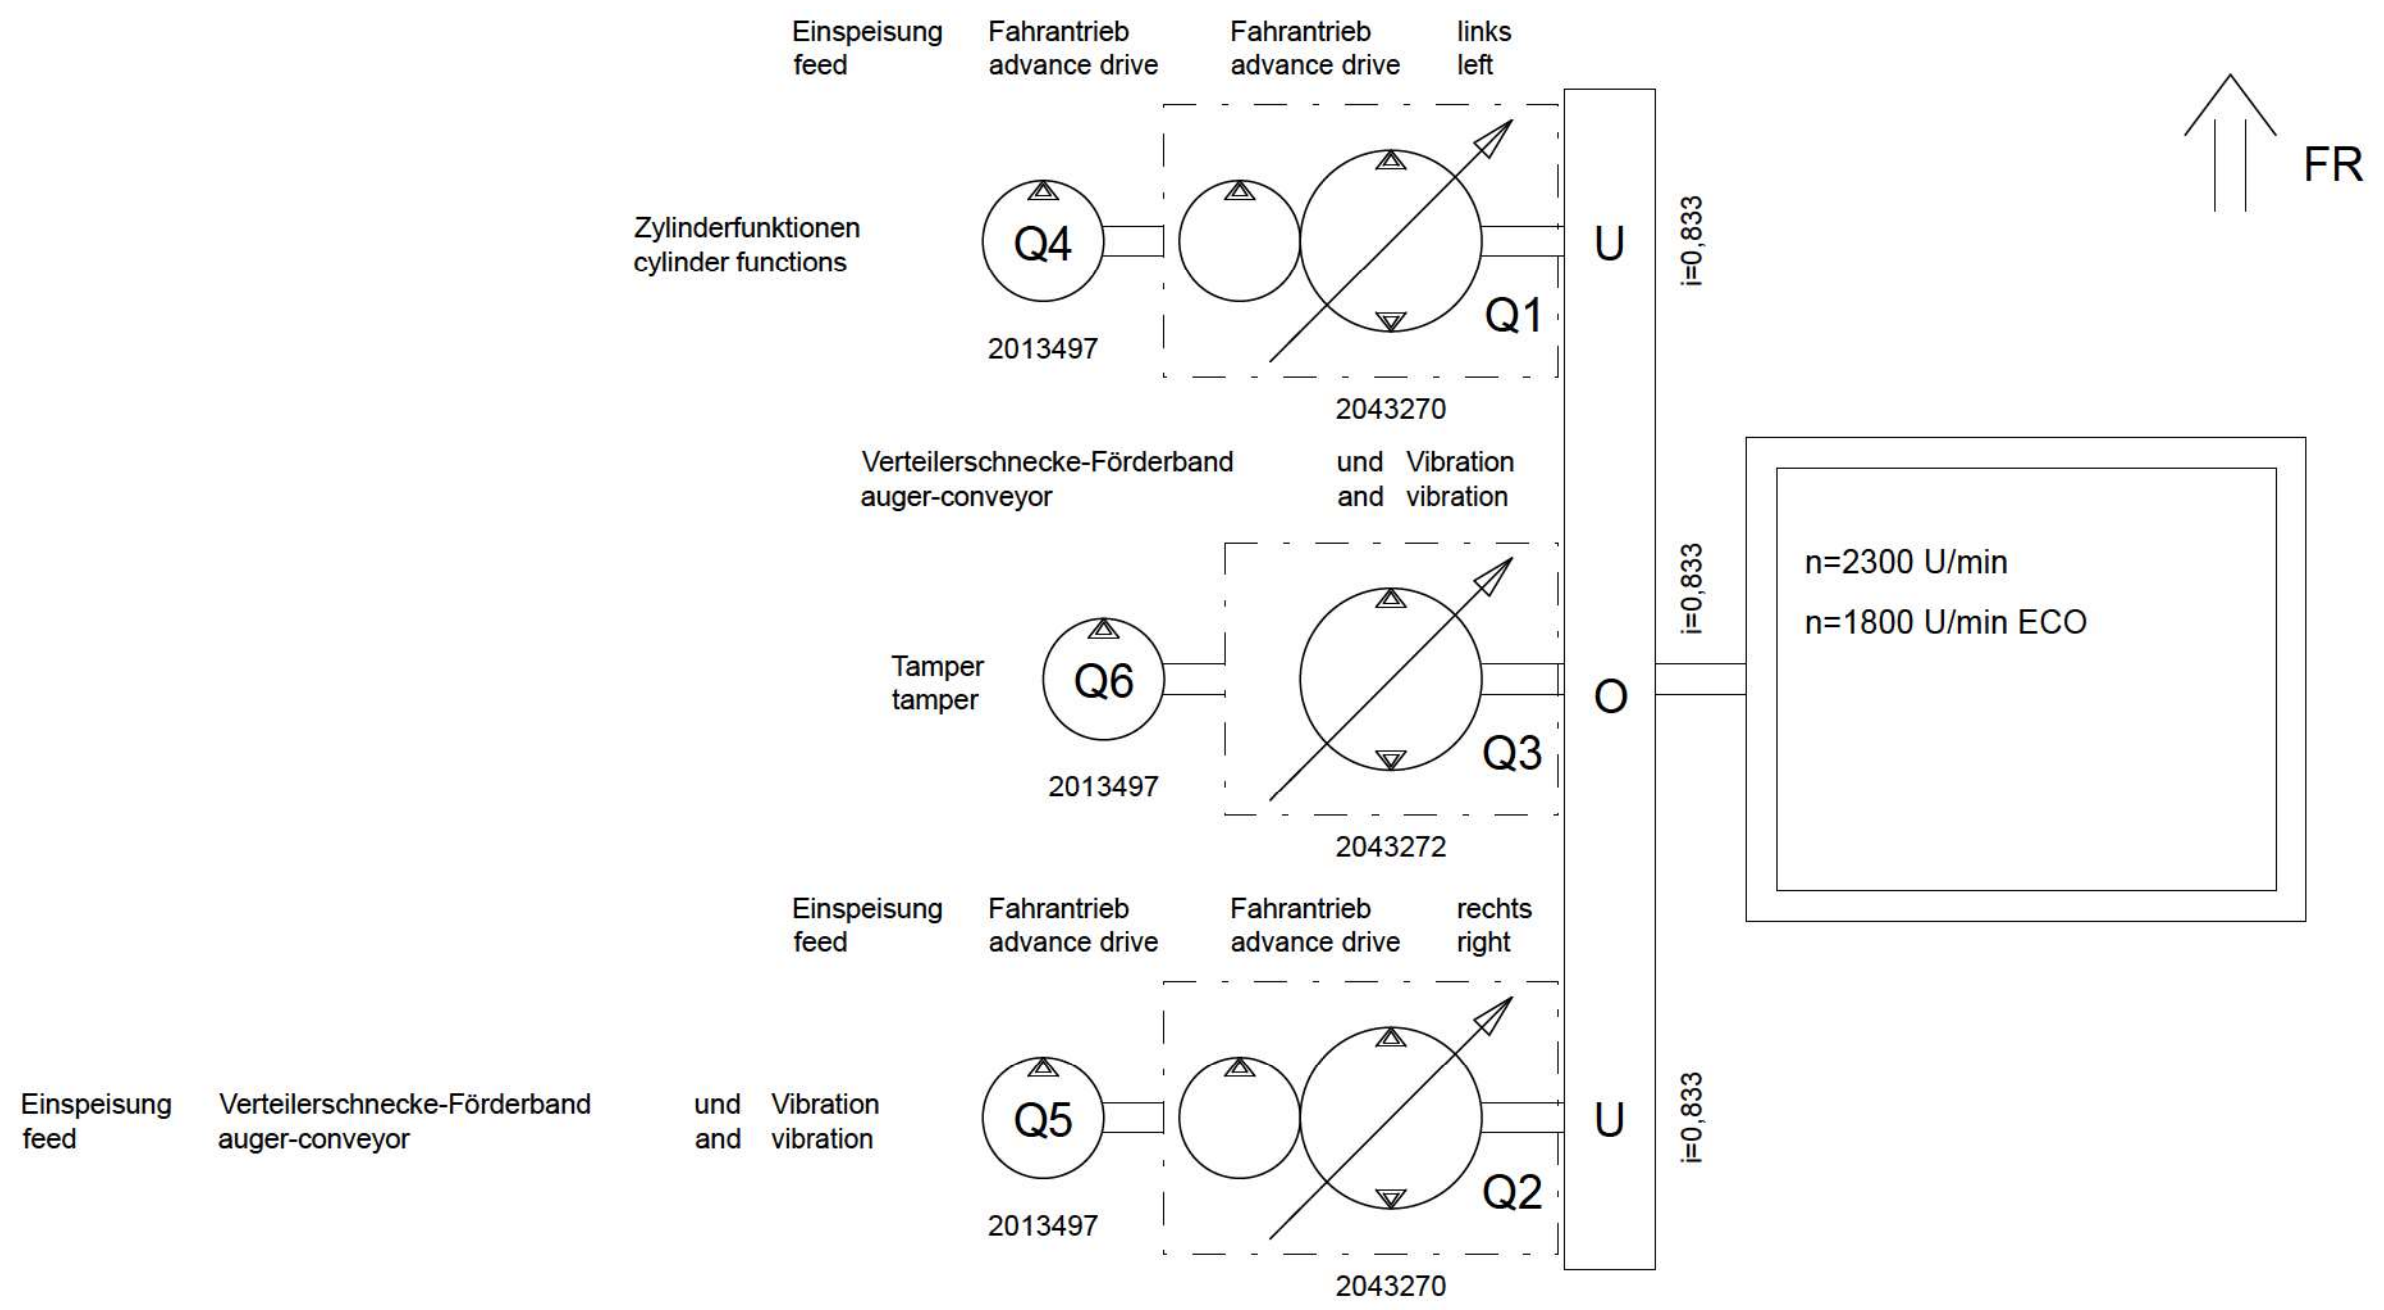 Einspeisung Fahrantrieb Fahrantrieb links
feed advance drive advance drive left
FR
Zylinderfunktionen
cylinder functions
Q4
U
i=0,833
Q1
2013497
2043270
Verteilerschnecke-Förderband und Vibration
auger-conveyor and vibration
n=2300 U/min
n=1800 U/min ECO
i=0,833
Tamper
tamper
Q6
O
Q3
2013497
2043272
Einspeisung Fahrantrieb Fahrantrieb rechts
feed advance drive advance drive right
Einspeisung Verteilerschnecke-Förderband und Vibration
feed auger-conveyor and vibration
Q5
U
i=0,833
Q2
2013497
2043270